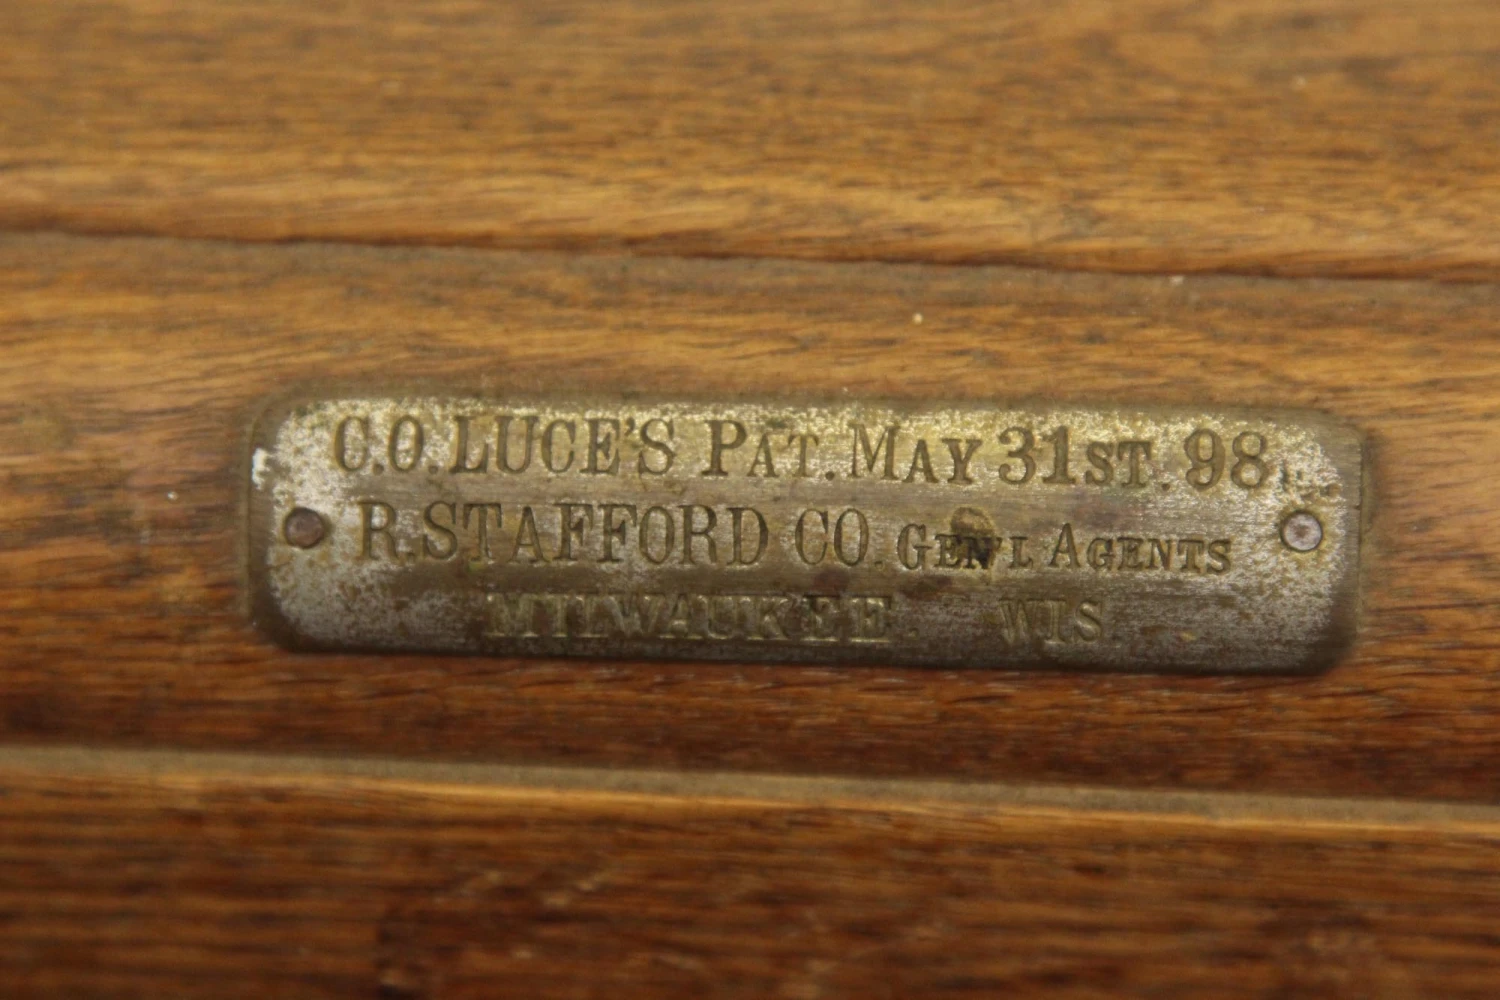 C.O. LUCE'S PAT. MAY 31ST. 98
R. STAFFORD CO. GEN'L AGENTS
MILWAUKEE. WIS.